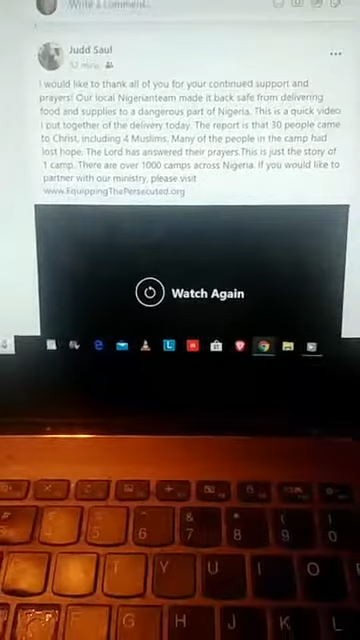 Write a comment...
Judd Saul
52 mins
I would like to thank all of you for your continued support and
prayers! Our local Nigerianteam made it back safe from delivering
food and supplies to a dangerous part of Nigeria. This is a quick video
I put together of the delivery today. The report is that 30 people came
to Christ, including 4 Muslims. Many of the people in the camp had
lost hope. The Lord has answered their prayers.This is just the story of
1 camp. There are over 1000 camps across Nigeria. If you would like to
partner with our ministry, please visit
www.EquippingThePersecuted.org
Watch Again
& * ( )
6 7 8 9 0
T Y U I O
G H J K L